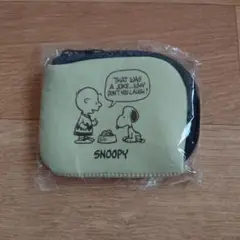 THAT WAS
A JOKE...WHY
DON'T YOU LAUGH?
SNOOPY